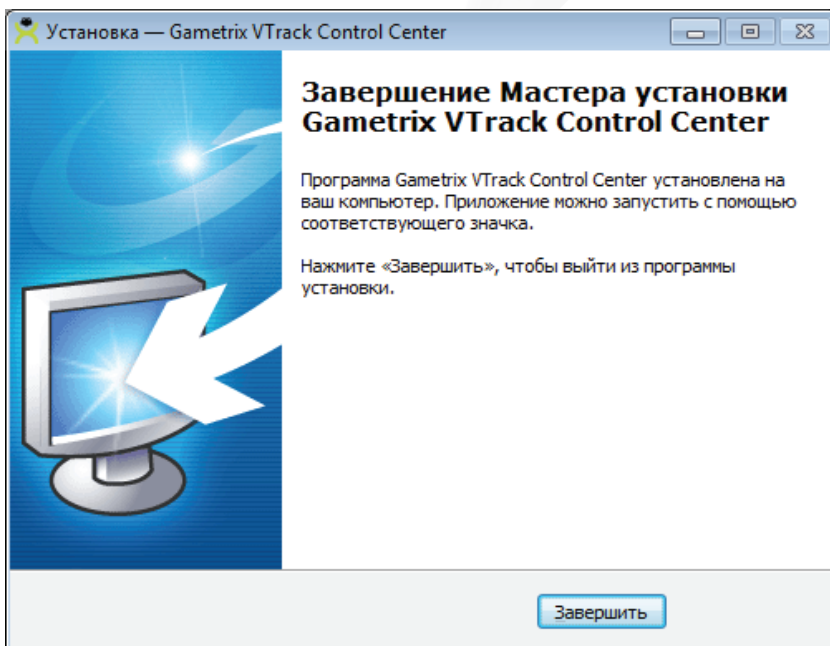 Установка — Gametrix VTrack Control Center
Завершение Мастера установки
Gametrix VTrack Control Center
Программа Gametrix VTrack Control Center установлена на
ваш компьютер. Приложение можно запустить с помощью
соответствующего значка.
Нажмите «Завершить», чтобы выйти из программы
установки.
Завершить